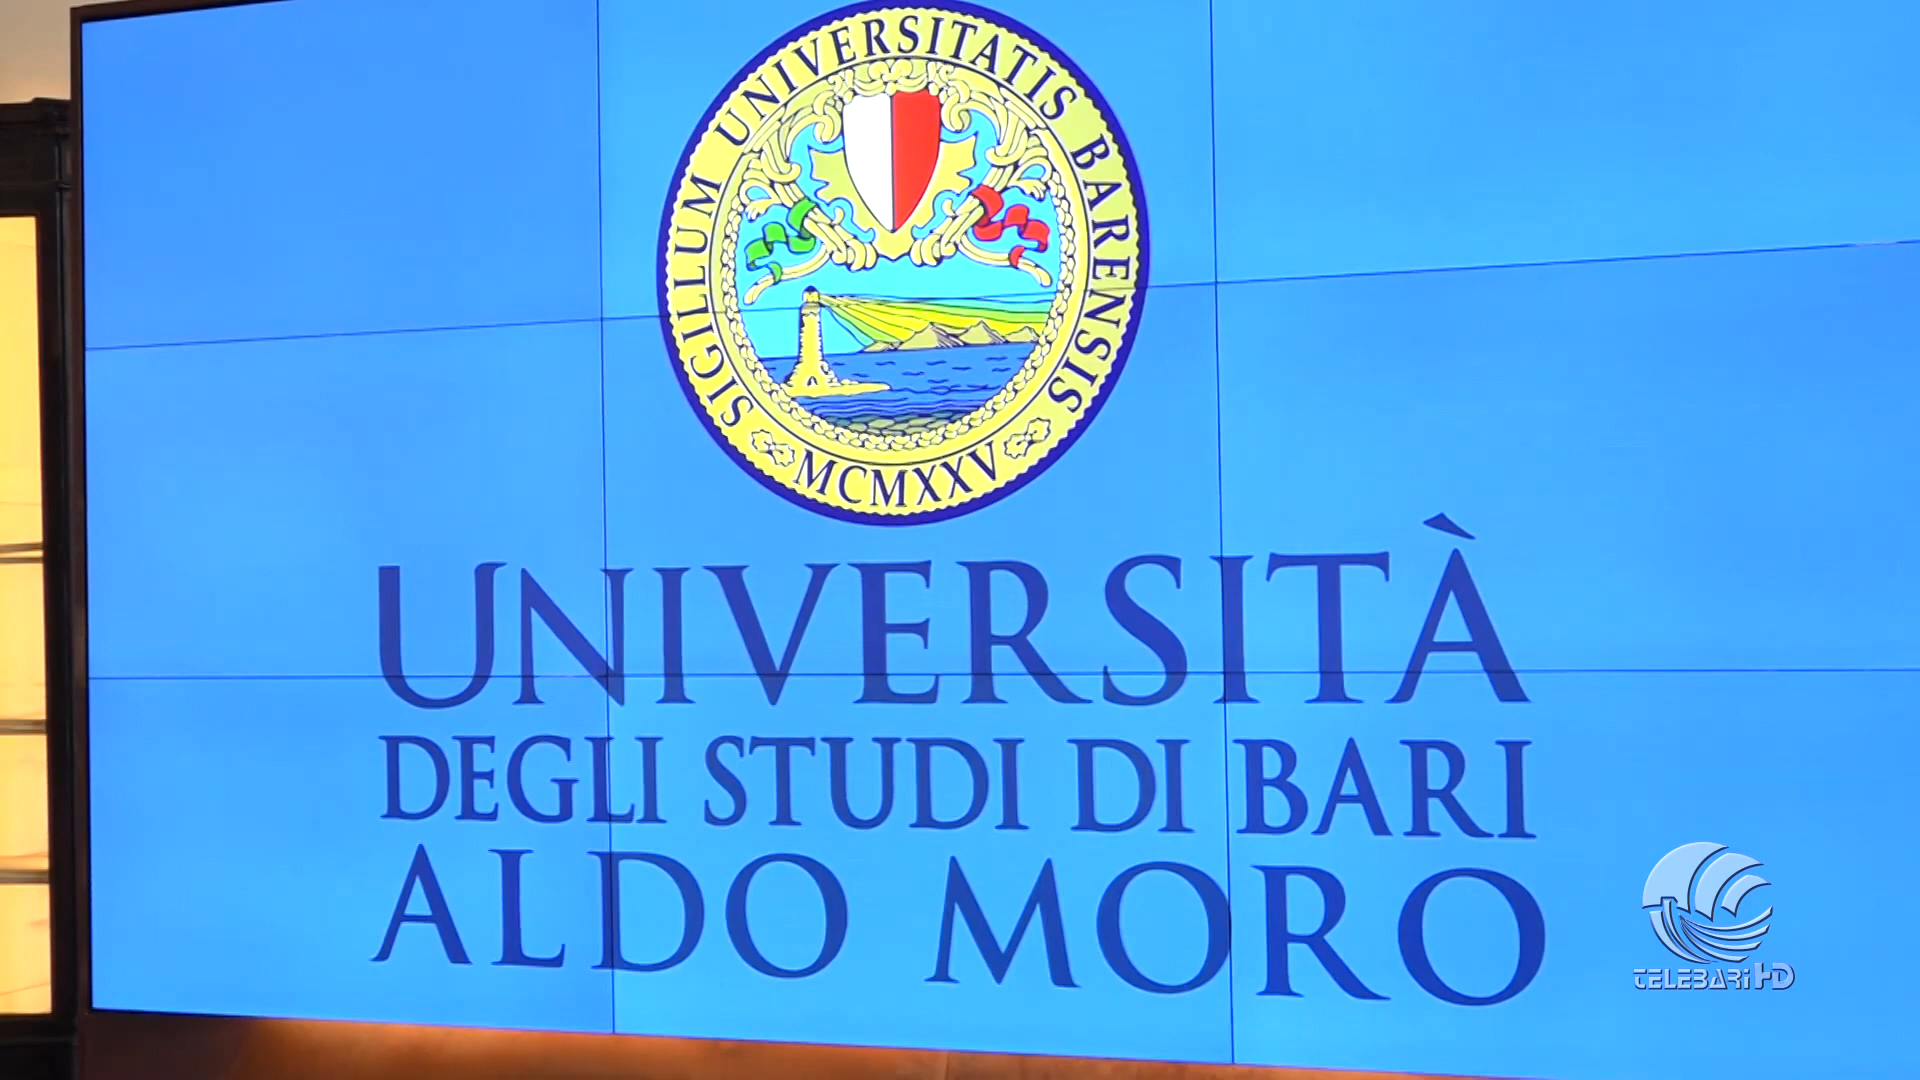 SIGILLUM UNIVERSITATIS BARENSIS
MCMXXV
UNIVERSITÀ
DEGLI STUDI DI BARI
ALDO MORO
TELEBARI HD